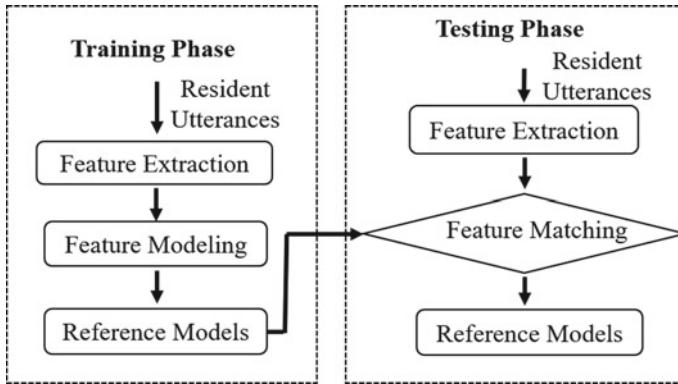 Training Phase
Resident
Utterances
Feature Extraction
Feature Modeling
Reference Models
Testing Phase
Resident
Utterances
Feature Extraction
Feature Matching
Reference Models